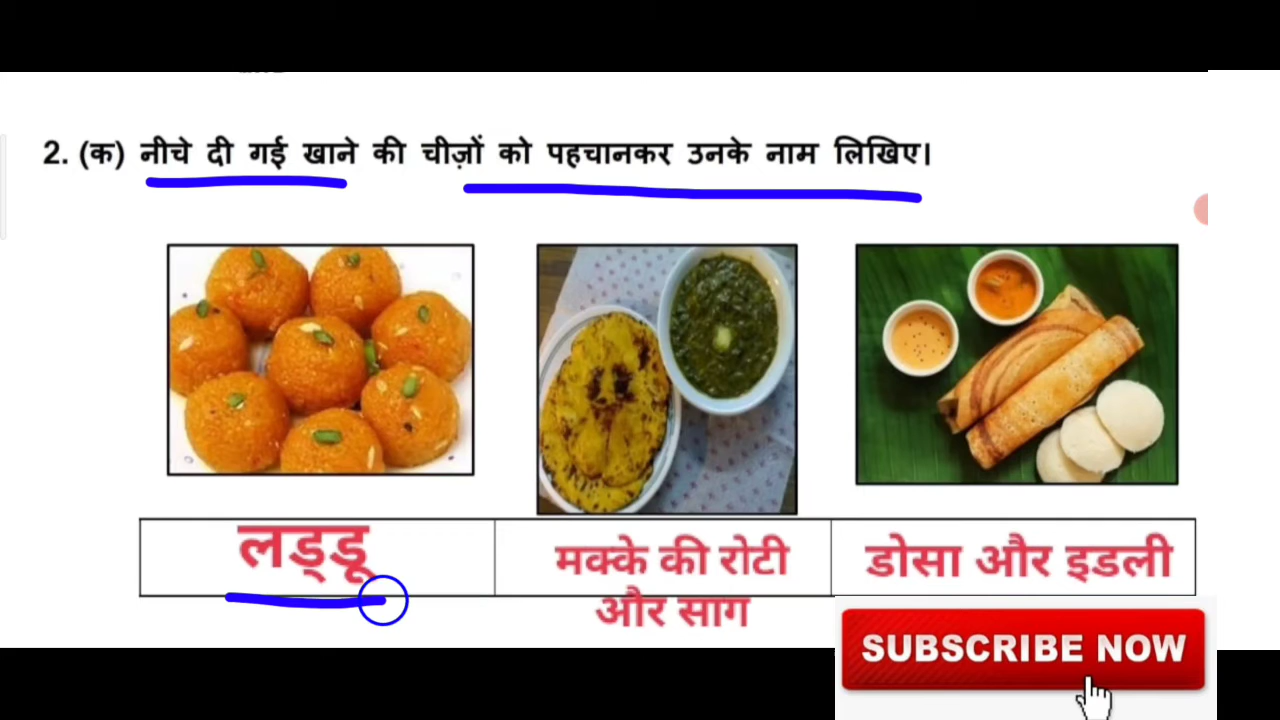 2. (क) नीचे दी गई खाने की चीज़ों को पहचानकर उनके नाम लिखिए।
लड्डू
मक्के की रोटी
और साग
डोसा और इडली
SUBSCRIBE NOW